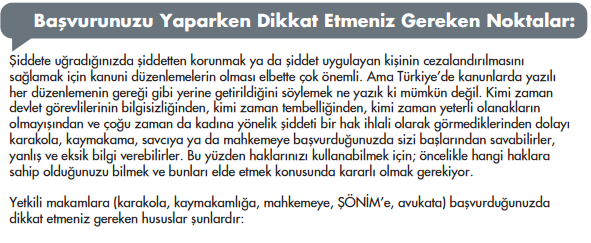 Başvurunuzu Yaparken Dikkat Etmeniz Gereken Noktalar:
Şiddete uğradığınızda şiddetten korunmak ya da şiddet uygulayan kişinin cezalandırılmasını
sağlamak için kanuni düzenlemelerin olması elbette çok önemli. Ama Türkiye'de kanunlarda yazılı
her düzenlemenin gereği gibi yerine getirildiğini söylemek ne yazık ki mümkün değil. Kimi zaman
devlet görevlilerinin bilgisizliğinden, kimi zaman tembelliğinden, kimi zaman yeterli olanakların
olmayışından ve çoğu zaman da kadına yönelik şiddeti bir hak ihlali olarak görmediklerinden dolayı
karakola, kaymakama, savcıya ya da mahkemeye başvurduğunuzda sizi başlarından savabilirler,
yanlış ve eksik bilgi verebilirler. Bu yüzden haklarınızı kullanabilmek için; öncelikle hangi haklara
sahip olduğunuzu bilmek ve bunları elde etmek konusunda kararlı olmak gerekiyor.
Yetkili makamlara (karakola, kaymakamlığa, mahkemeye, ŞÖNİM'e, avukata) başvurduğunuzda
dikkat etmeniz gereken hususlar şunlardır: